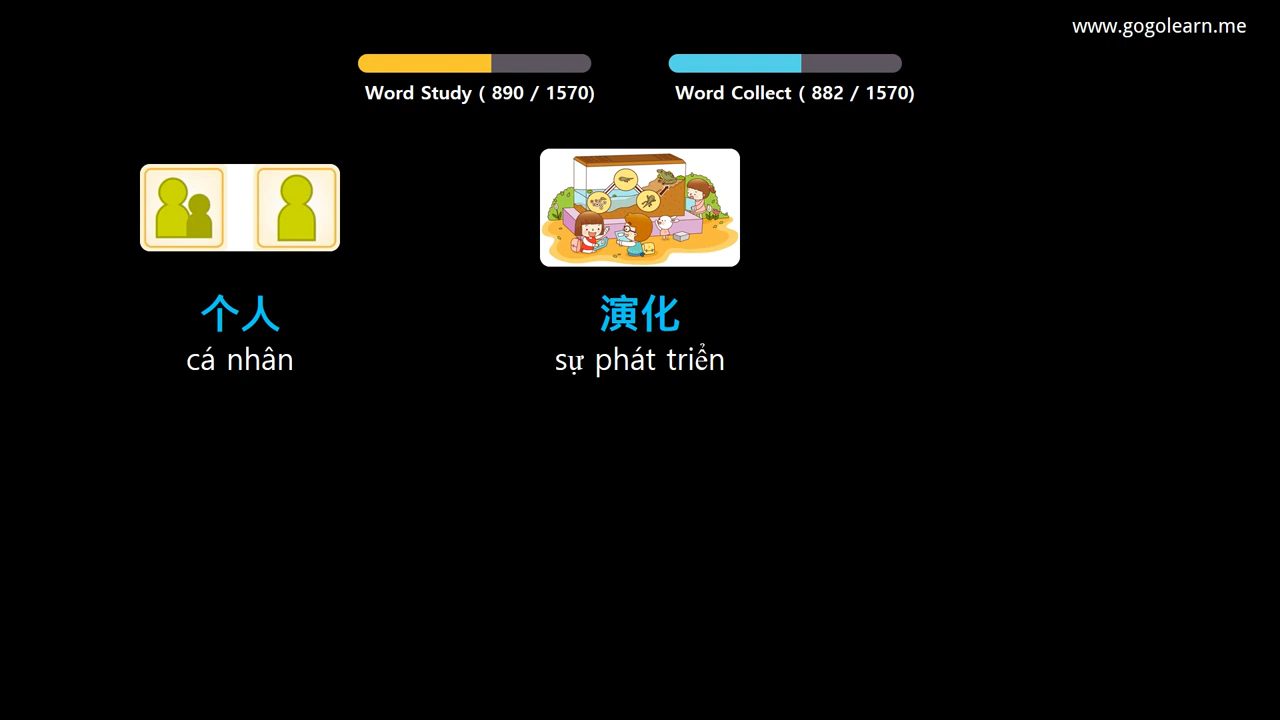 www.gogolearn.me
Word Study ( 890 / 1570)
Word Collect ( 882 / 1570)
个人
cá nhân
演化
sự phát triển